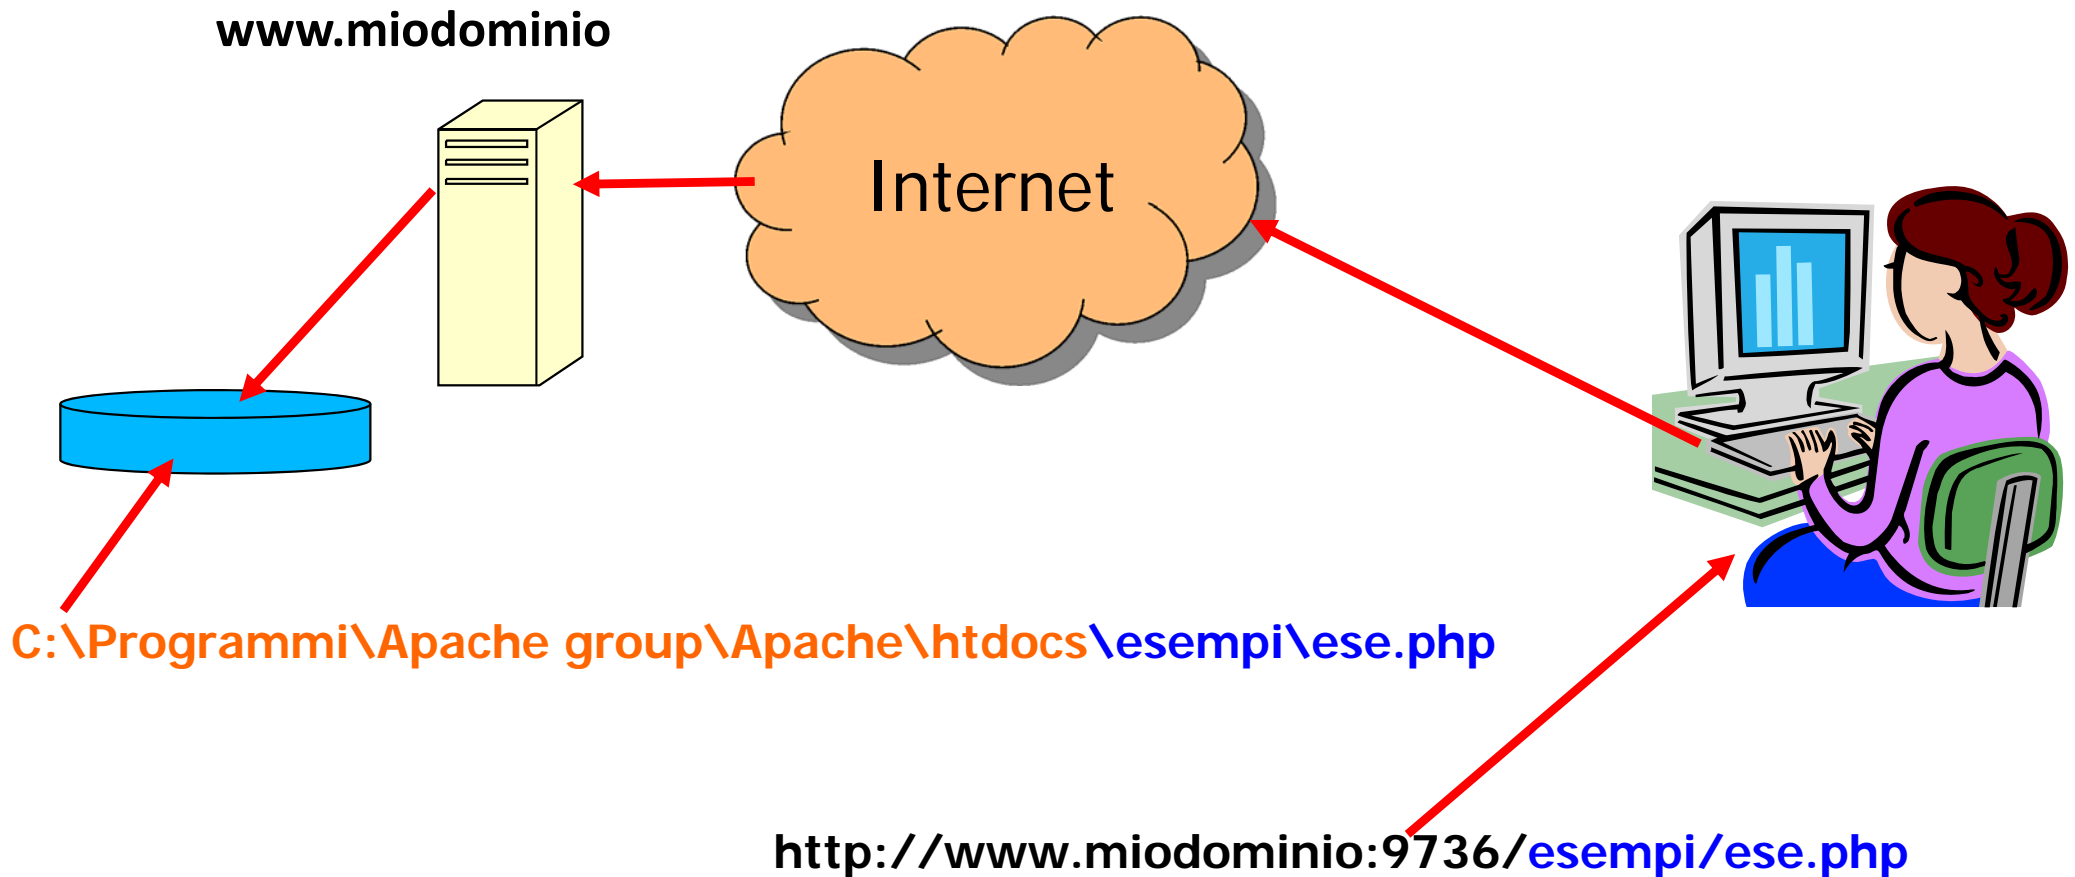 www.miodominio
Internet
C:\Programmi\Apache group\Apache\htdocs\esempi\ese.php
http://www.miodominio:9736/esempi/ese.php